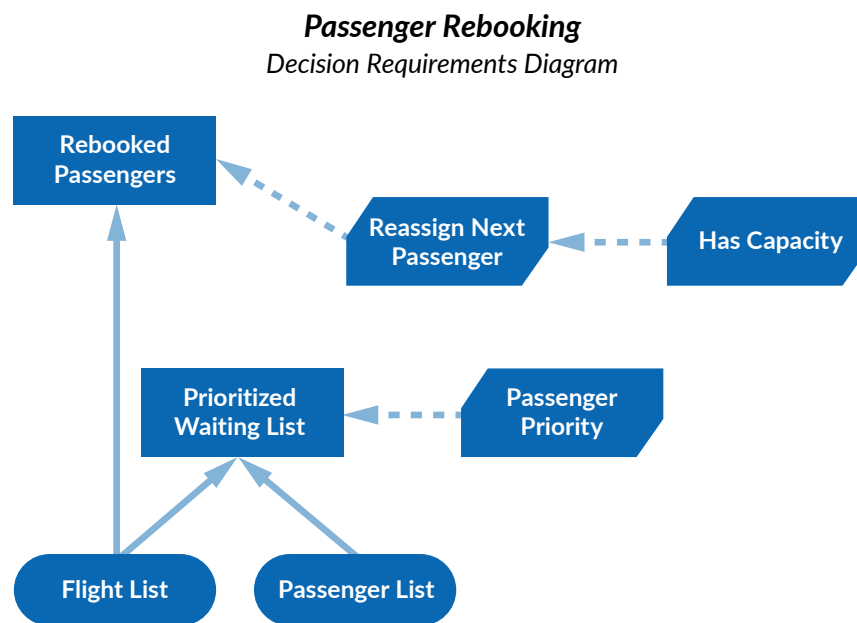 Passenger Rebooking
Decision Requirements Diagram
Rebooked
Passengers
Reassign Next
Passenger
Has Capacity
Prioritized
Waiting List
Passenger
Priority
Flight List
Passenger List